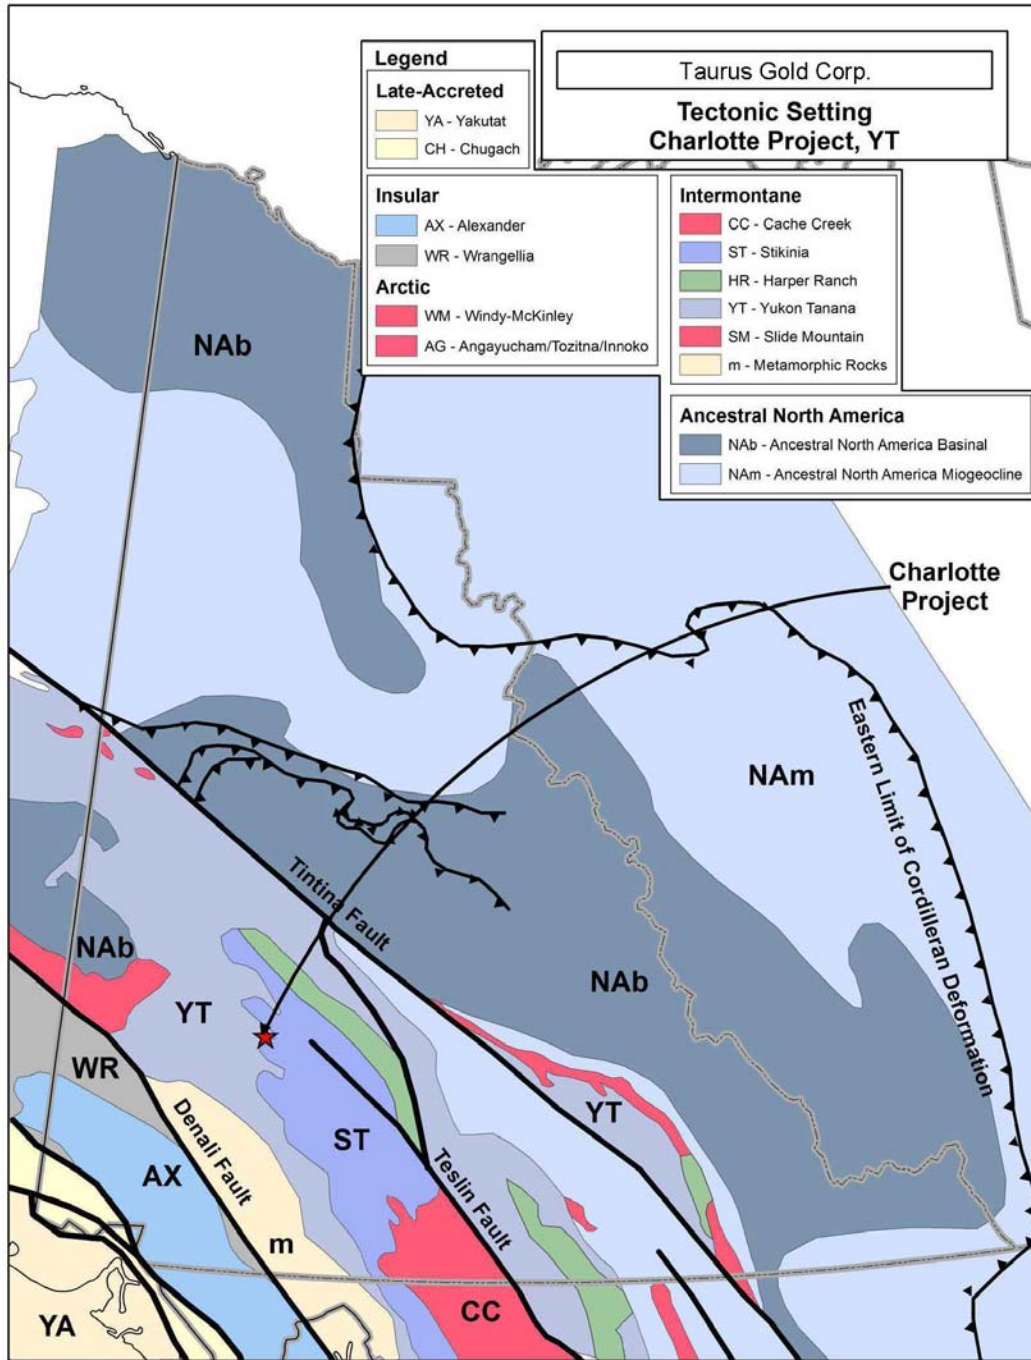 Taurus Gold Corp.
Tectonic Setting
Charlotte Project, YT
Legend
Late-Accreted
YA - Yakutat
CH - Chugach
Insular
AX - Alexander
WR - Wrangellia
Arctic
WM - Windy-McKinley
AG - Angayucham/Tozitna/Innoko
Intermontane
CC - Cache Creek
ST - Stikinia
HR - Harper Ranch
YT - Yukon Tanana
SM - Slide Mountain
m - Metamorphic Rocks
Ancestral North America
NAb - Ancestral North America Basinal
NAm - Ancestral North America Miogeocline
NAb
Charlotte
Project
NAm
Eastern Limit of Cordilleran Deformation
Tintina Fault
NAb
NAb
YT
WR
YT
ST
Denali Fault
AX
Teslin Fault
m
CC
YA